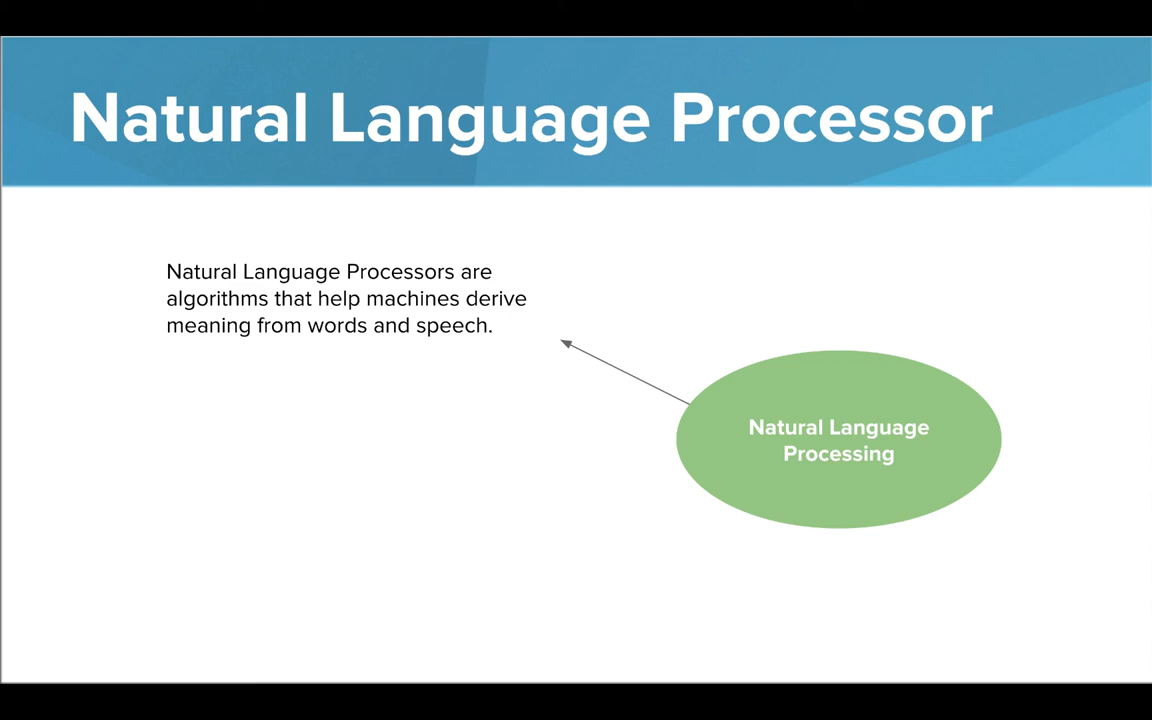 Natural Language Processor
Natural Language Processors are
algorithms that help machines derive
meaning from words and speech.
Natural Language
Processing